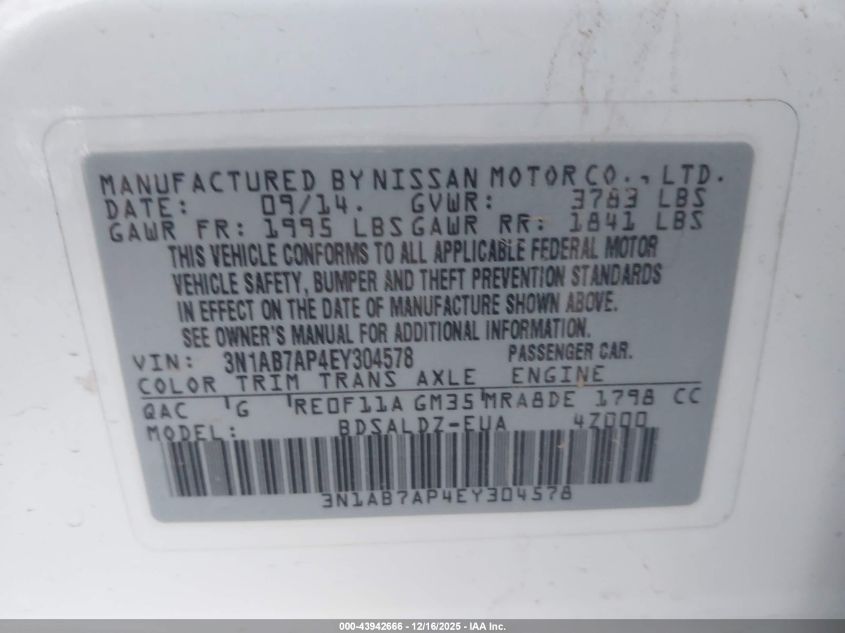 MANUFACTURED BY NISSAN MOTOR CO., LTD.
DATE: 09/14. GVWR: 3783 LBS
GAWR FR: 1995 LBS GAWR RR: 1841 LBS
THIS VEHICLE CONFORMS TO ALL APPLICABLE FEDERAL MOTOR
VEHICLE SAFETY, BUMPER AND THEFT PREVENTION STANDARDS
IN EFFECT ON THE DATE OF MANUFACTURE SHOWN ABOVE.
SEE OWNER'S MANUAL FOR ADDITIONAL INFORMATION.
VIN: 3N1AB7AP4EY304578 PASSENGER CAR.
COLOR TRIM TRANS AXLE ENGINE
QAC G RE0F11A GM35 MRA8DE 1798 CC
MODEL: BDSALDZ-EUA 4Z000
3N1AB7AP4EY304578
000-43942666 - 12/16/2025 - IAA Inc.